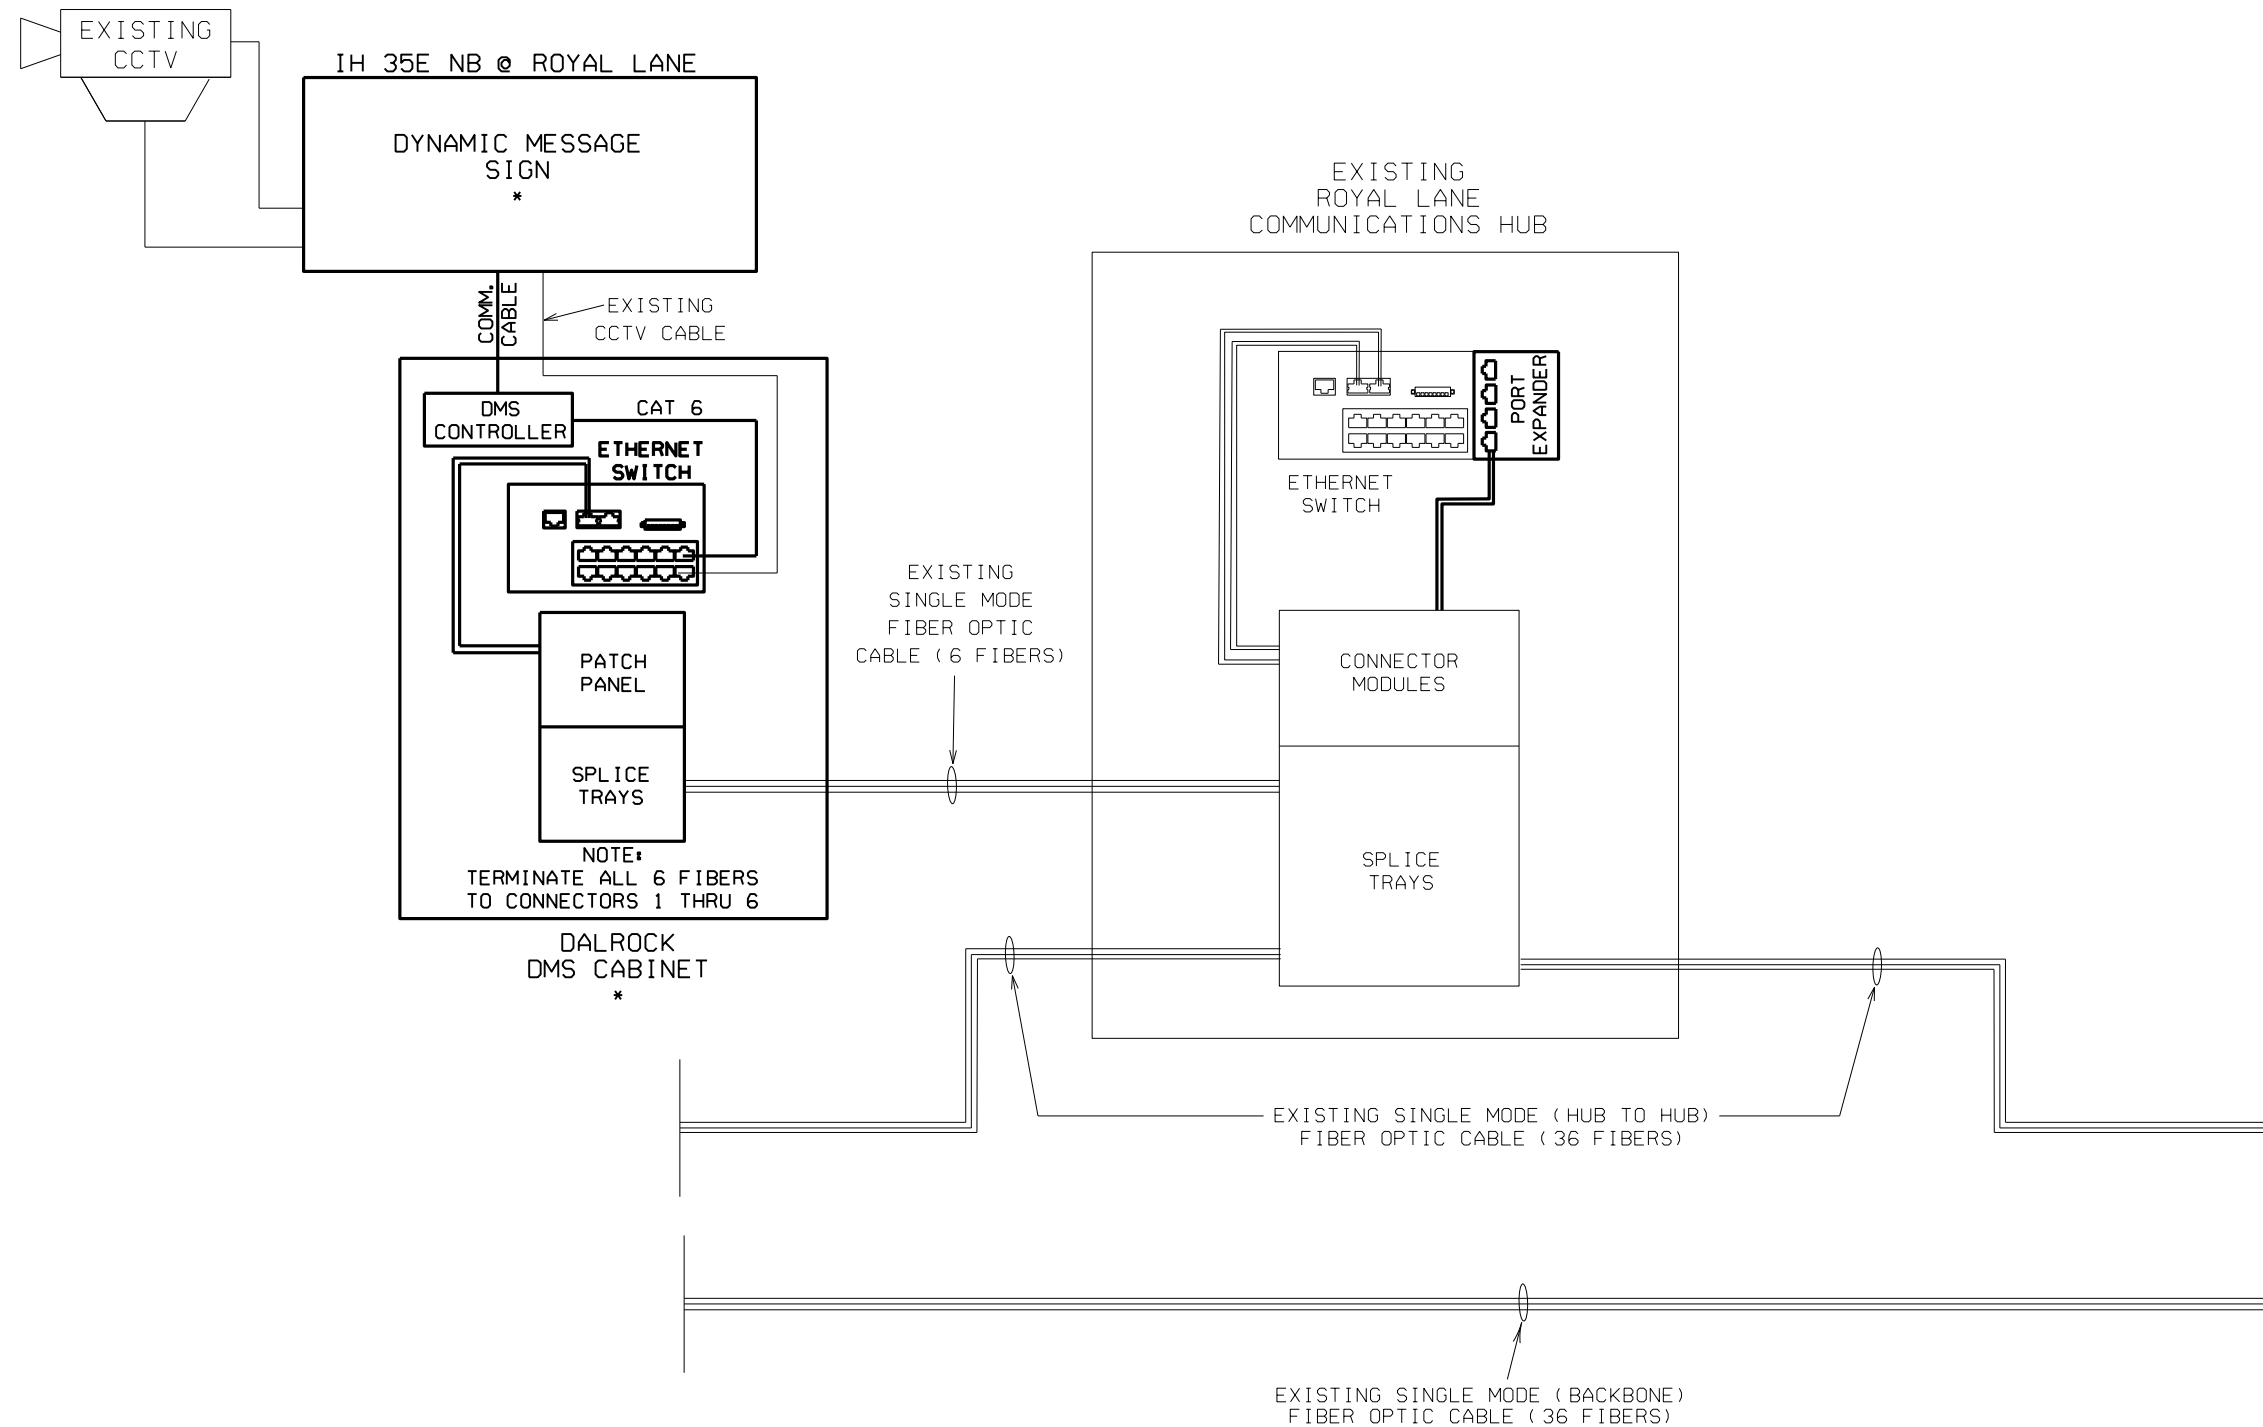 EXISTING
CCTV
IH 35E NB @ ROYAL LANE
DYNAMIC MESSAGE
SIGN
*
COMM.
CABLE
EXISTING
CCTV CABLE
DMS
CONTROLLER
CAT 6
ETHERNET
SWITCH
PATCH
PANEL
SPLICE
TRAYS
NOTE:
TERMINATE ALL 6 FIBERS
TO CONNECTORS 1 THRU 6
DALROCK
DMS CABINET
*
EXISTING
SINGLE MODE
FIBER OPTIC
CABLE (6 FIBERS)
EXISTING
ROYAL LANE
COMMUNICATIONS HUB
PORT
EXPANDER
ETHERNET
SWITCH
CONNECTOR
MODULES
SPLICE
TRAYS
EXISTING SINGLE MODE (HUB TO HUB)
FIBER OPTIC CABLE (36 FIBERS)
EXISTING SINGLE MODE (BACKBONE)
FIBER OPTIC CABLE (36 FIBERS)